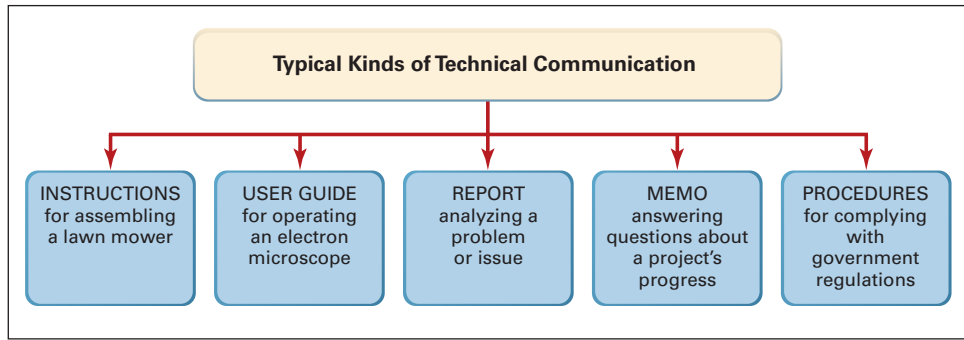 Typical Kinds of Technical Communication
INSTRUCTIONS
for assembling
a lawn mower
USER GUIDE
for operating
an electron
microscope
REPORT
analyzing a
problem
or issue
MEMO
answering
questions about
a project's
progress
PROCEDURES
for complying
with
government
regulations